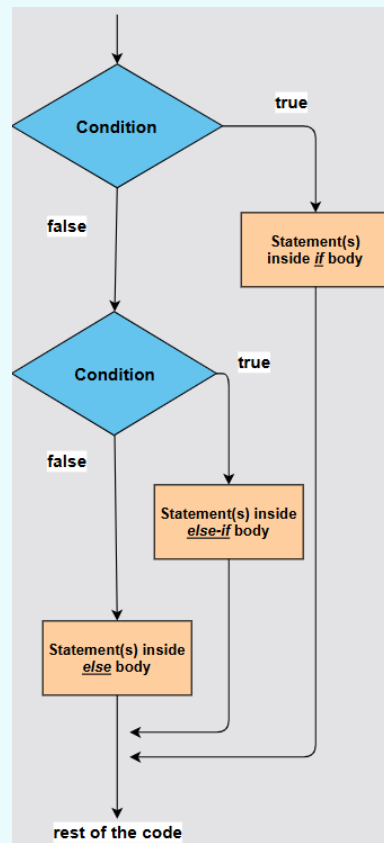 Condition
true
false
Statement(s)
inside if body
Condition
true
false
Statement(s) inside
else-if body
Statement(s) inside
else body
rest of the code